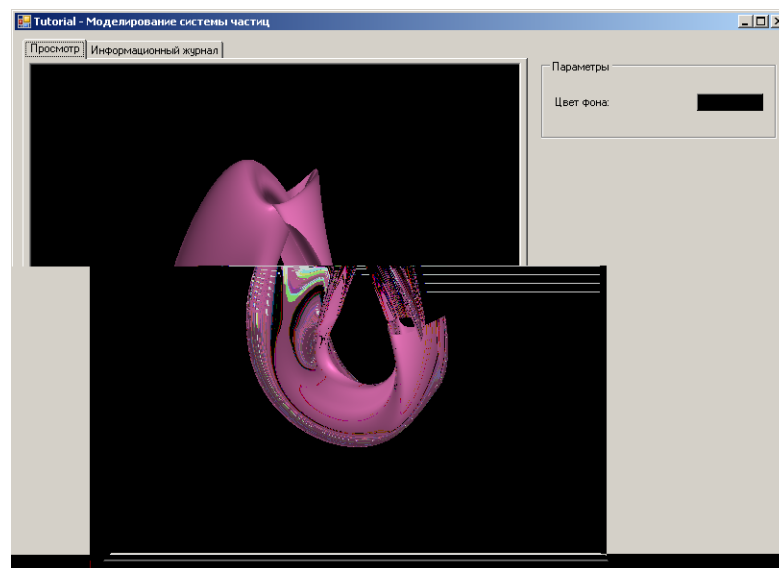 Tutorial - Моделирование системы частиц
Просмотр Информационный журнал
Параметры
Цвет фона: